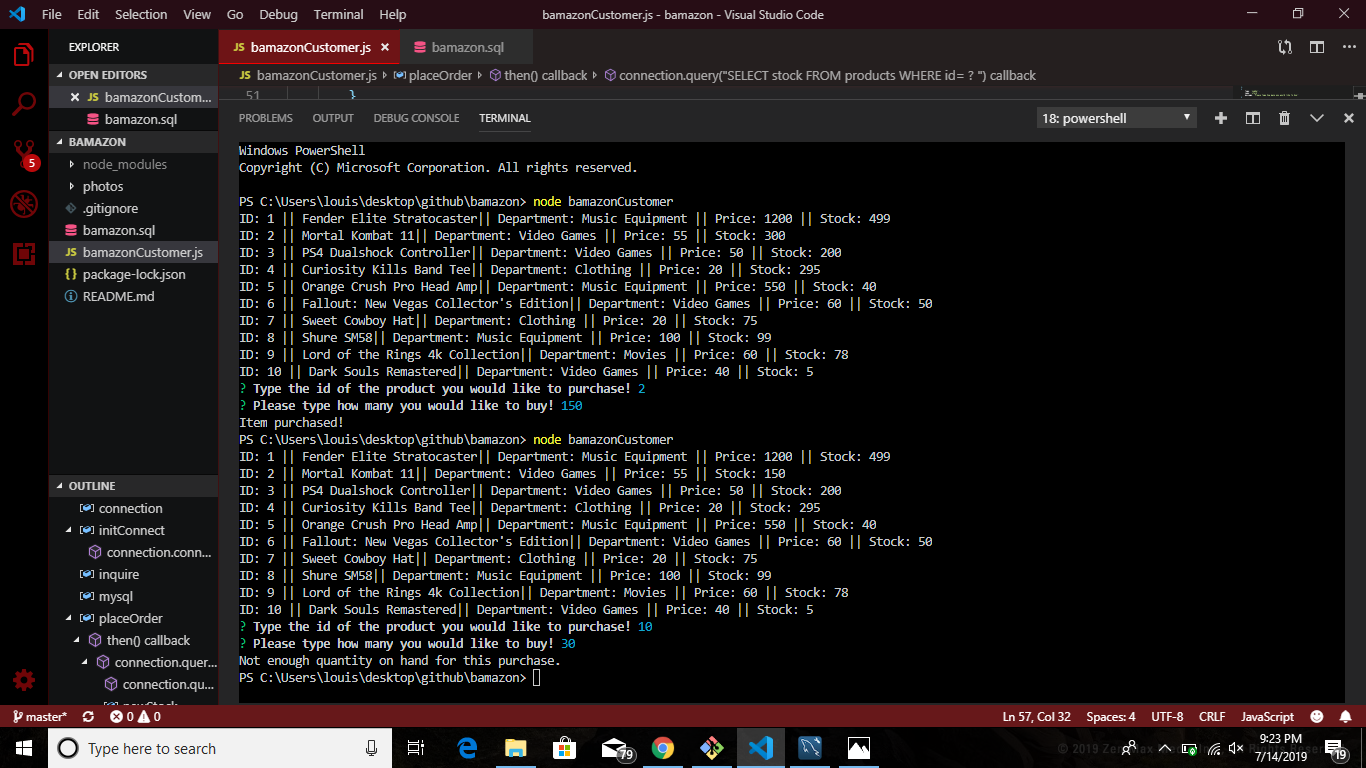 File Edit Selection View Go Debug Terminal Help
bamazonCustomer.js - bamazon - Visual Studio Code
EXPLORER
OPEN EDITORS
JS bamazonCustom...
bamazon.sql
BAMAZON
node_modules
photos
.gitignore
bamazon.sql
JS bamazonCustomer.js
{} package-lock.json
README.md
OUTLINE
connection
initConnect
connection.conn...
inquire
mysql
placeOrder
then() callback
connection.quer...
connection.qu...
newStock
5
JS bamazonCustomer.js
bamazon.sql
JS bamazonCustomer.js placeOrder then() callback connection.query("SELECT stock FROM products WHERE id= ? ") callback
51 }
PROBLEMS OUTPUT DEBUG CONSOLE TERMINAL
18: powershell
Windows PowerShell
Copyright (C) Microsoft Corporation. All rights reserved.
PS C:\Users\louis\desktop\github\bamazon> node bamazonCustomer
ID: 1 || Fender Elite Stratocaster|| Department: Music Equipment || Price: 1200 || Stock: 499
ID: 2 || Mortal Kombat 11|| Department: Video Games || Price: 55 || Stock: 300
ID: 3 || PS4 Dualshock Controller|| Department: Video Games || Price: 50 || Stock: 200
ID: 4 || Curiosity Kills Band Tee|| Department: Clothing || Price: 20 || Stock: 295
ID: 5 || Orange Crush Pro Head Amp|| Department: Music Equipment || Price: 550 || Stock: 40
ID: 6 || Fallout: New Vegas Collector's Edition|| Department: Video Games || Price: 60 || Stock: 50
ID: 7 || Sweet Cowboy Hat|| Department: Clothing || Price: 20 || Stock: 75
ID: 8 || Shure SM58|| Department: Music Equipment || Price: 100 || Stock: 99
ID: 9 || Lord of the Rings 4k Collection|| Department: Movies || Price: 60 || Stock: 78
ID: 10 || Dark Souls Remastered|| Department: Video Games || Price: 40 || Stock: 5
? Type the id of the product you would like to purchase! 2
? Please type how many you would like to buy! 150
Item purchased!
PS C:\Users\louis\desktop\github\bamazon> node bamazonCustomer
ID: 1 || Fender Elite Stratocaster|| Department: Music Equipment || Price: 1200 || Stock: 499
ID: 2 || Mortal Kombat 11|| Department: Video Games || Price: 55 || Stock: 150
ID: 3 || PS4 Dualshock Controller|| Department: Video Games || Price: 50 || Stock: 200
ID: 4 || Curiosity Kills Band Tee|| Department: Clothing || Price: 20 || Stock: 295
ID: 5 || Orange Crush Pro Head Amp|| Department: Music Equipment || Price: 550 || Stock: 40
ID: 6 || Fallout: New Vegas Collector's Edition|| Department: Video Games || Price: 60 || Stock: 50
ID: 7 || Sweet Cowboy Hat|| Department: Clothing || Price: 20 || Stock: 75
ID: 8 || Shure SM58|| Department: Music Equipment || Price: 100 || Stock: 99
ID: 9 || Lord of the Rings 4k Collection|| Department: Movies || Price: 60 || Stock: 78
ID: 10 || Dark Souls Remastered|| Department: Video Games || Price: 40 || Stock: 5
? Type the id of the product you would like to purchase! 10
? Please type how many you would like to buy! 30
Not enough quantity on hand for this purchase.
PS C:\Users\louis\desktop\github\bamazon>
master* 0 0
Ln 57, Col 32 Spaces: 4 UTF-8 CRLF JavaScript
Type here to search
79
9:23 PM
7/14/2019
19